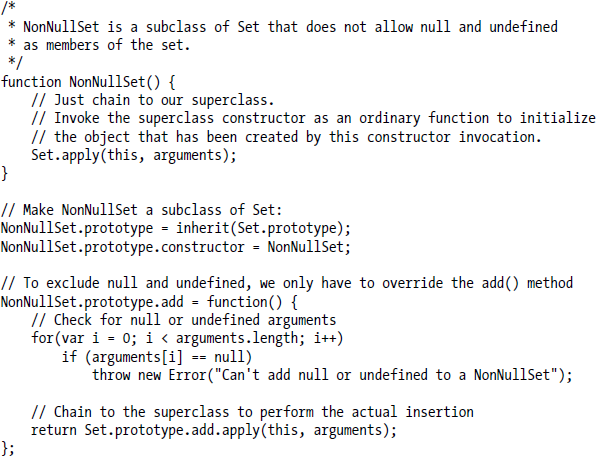 /*
 * NonNullSet is a subclass of Set that does not allow null and undefined
 * as members of the set.
 */
function NonNullSet() {
    // Just chain to our superclass.
    // Invoke the superclass constructor as an ordinary function to initialize
    // the object that has been created by this constructor invocation.
    Set.apply(this, arguments);
}

// Make NonNullSet a subclass of Set:
NonNullSet.prototype = inherit(Set.prototype);
NonNullSet.prototype.constructor = NonNullSet;

// To exclude null and undefined, we only have to override the add() method
NonNullSet.prototype.add = function() {
    // Check for null or undefined arguments
    for(var i = 0; i < arguments.length; i++)
        if (arguments[i] == null)
            throw new Error("Can't add null or undefined to a NonNullSet");

    // Chain to the superclass to perform the actual insertion
    return Set.prototype.add.apply(this, arguments);
};